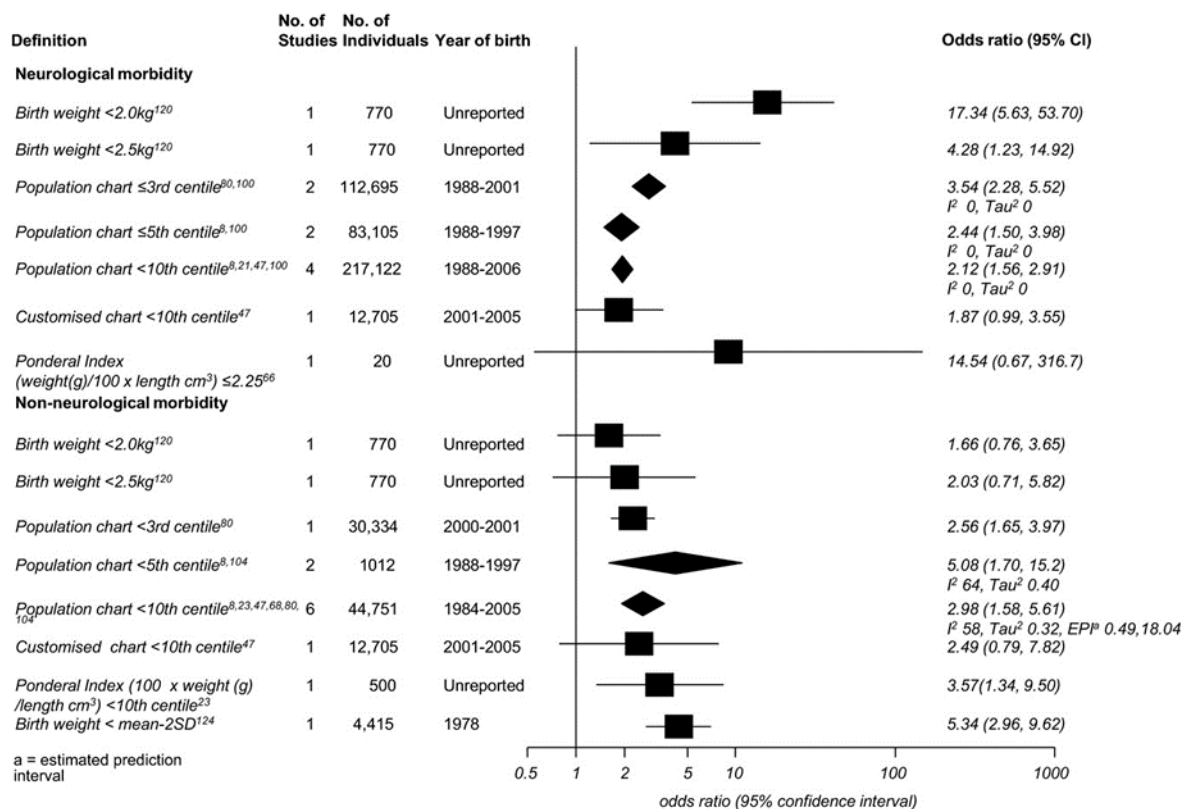 Definition No. of Studies No. of Individuals Year of birth Odds ratio (95% CI)
Neurological morbidity
Birth weight <2.0kg120 1 770 Unreported 17.34 (5.63, 53.70)
Birth weight <2.5kg120 1 770 Unreported 4.28 (1.23, 14.92)
Population chart ≤3rd centile80,100 2 112,695 1988-2001 3.54 (2.28, 5.52)
I² 0, Tau² 0
Population chart ≤5th centile8,100 2 83,105 1988-1997 2.44 (1.50, 3.98)
I² 0, Tau² 0
Population chart <10th centile8,21,47,100 4 217,122 1988-2006 2.12 (1.56, 2.91)
I² 0, Tau² 0
Customised chart <10th centile47 1 12,705 2001-2005 1.87 (0.99, 3.55)
Ponderal Index 1 20 Unreported 14.54 (0.67, 316.7)
(weight(g)/100 x length cm³) ≤2.2566
Non-neurological morbidity
Birth weight <2.0kg120 1 770 Unreported 1.66 (0.76, 3.65)
Birth weight <2.5kg120 1 770 Unreported 2.03 (0.71, 5.82)
Population chart <3rd centile80 1 30,334 2000-2001 2.56 (1.65, 3.97)
Population chart <5th centile8,104 2 1012 1988-1997 5.08 (1.70, 15.2)
I² 64, Tau² 0.40
Population chart <10th centile8,23,47,68,80, 6 44,751 1984-2005 2.98 (1.58, 5.61)
104 I² 58, Tau² 0.32, EPIa 0.49,18.04
Customised chart <10th centile47 1 12,705 2001-2005 2.49 (0.79, 7.82)
Ponderal Index (100 x weight (g) 1 500 Unreported 3.57(1.34, 9.50)
/length cm³) <10th centile23
Birth weight < mean-2SD124 1 4,415 1978 5.34 (2.96, 9.62)
a = estimated prediction
interval
0.5 1 2 5 10 100 1000
odds ratio (95% confidence interval)